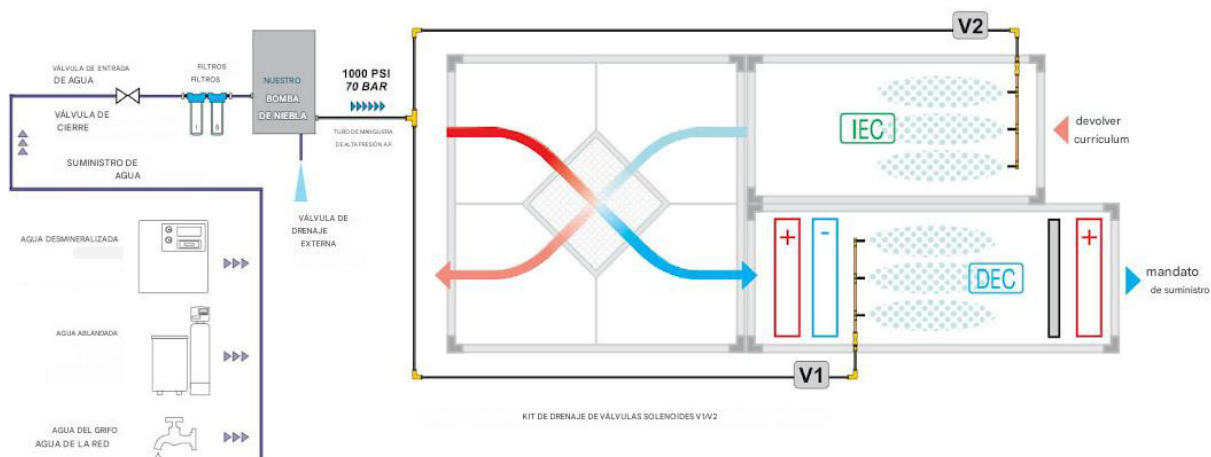 VÁLVULA DE ENTRADA
DE AGUA
VÁLVULA DE
CIERRE
FILTROS
FILTROS
1
5
NUESTRO
BOMBA
DE NIEBLA
1000 PSI
70 BAR
TUBO DE MANGUERA
DE ALTA PRESIÓN A.P.
SUMINISTRO DE
AGUA
VÁLVULA DE
DRENAJE
EXTERNA
AGUA DESMINERALIZADA
AGUA ABLANDADA
AGUA DEL GRIFO
AGUA DE LA RED
V2
IEC
devolver
currículum
+
-
DEC
+
mandato
de suministro
V1
KIT DE DRENAJE DE VÁLVULAS SOLENOIDES V1/V2